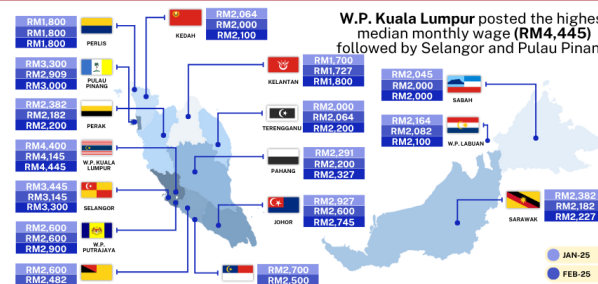 W.P. Kuala Lumpur posted the highes
median monthly wage (RM4,445)
followed by Selangor and Pulau Pinan
RM1,800
RM1,800
RM1,800
PERLIS
RM2,064
RM2,000
RM2,100
KEDAH
RM3,300
RM2,909
RM3,000
PULAU
PINANG
RM1,700
RM1,727
RM1,800
KELANTAN
RM2,382
RM2,182
RM2,200
PERAK
RM2,000
RM2,064
RM2,200
TERENGGANU
RM4,400
RM4,145
RM4,445
W.P. KUALA
LUMPUR
RM2,291
RM2,200
RM2,327
PAHANG
RM3,445
RM3,145
RM3,300
SELANGOR
RM2,927
RM2,600
RM2,745
JOHOR
RM2,600
RM2,600
RM2,900
W.P.
PUTRAJAYA
RM2,600
RM2,482
RM2,700
RM2,500
RM2,045
RM2,000
RM2,000
SABAH
RM2,164
RM2,082
RM2,100
W.P. LABUAN
RM2,382
RM2,182
RM2,227
SARAWAK
JAN-25
FEB-25